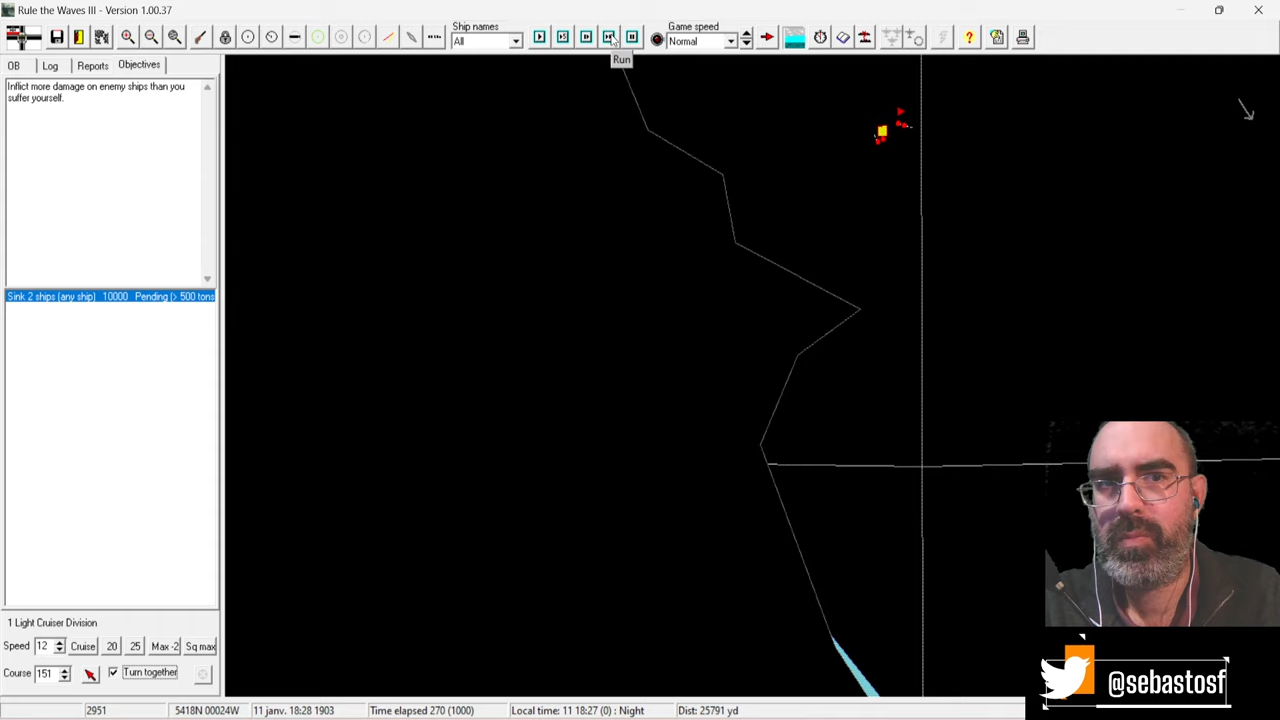 Rule the Waves III - Version 1.00.37
Ship names
All
Game speed
Normal
Run
OB
Log
Reports
Objectives
Inflict more damage on enemy ships than you
suffer yourself.
Sink 2 ships (any ship) 10000 Pending (> 500 tons
1 Light Cruiser Division
Speed 12 Cruise 20 25 Max -2 Sq max
Course 151 Turn together
2951
5418N 00024W
11 janv. 18:28 1903
Time elapsed 270 (1000)
Local time: 11 18:27 (0) : Night
Dist: 25791 yd
@sebastosf